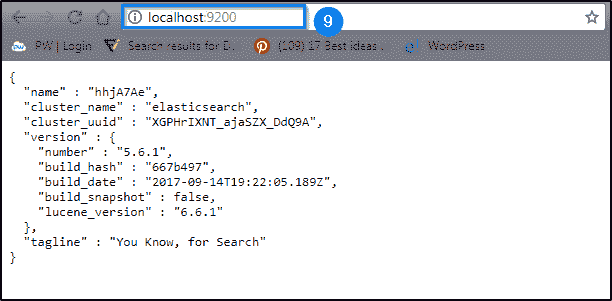 localhost:9200
9
PW | Login Search results for D... (109) 17 Best ideas... WordPress
{
"name" : "hhjA7Ae",
"cluster_name" : "elasticsearch",
"cluster_uuid" : "XGPHrIXNT_ajaSZX_DdQ9A",
"version" : {
"number" : "5.6.1",
"build_hash" : "667b497",
"build_date" : "2017-09-14T19:22:05.189Z",
"build_snapshot" : false,
"lucene_version" : "6.6.1"
},
"tagline" : "You Know, for Search"
}